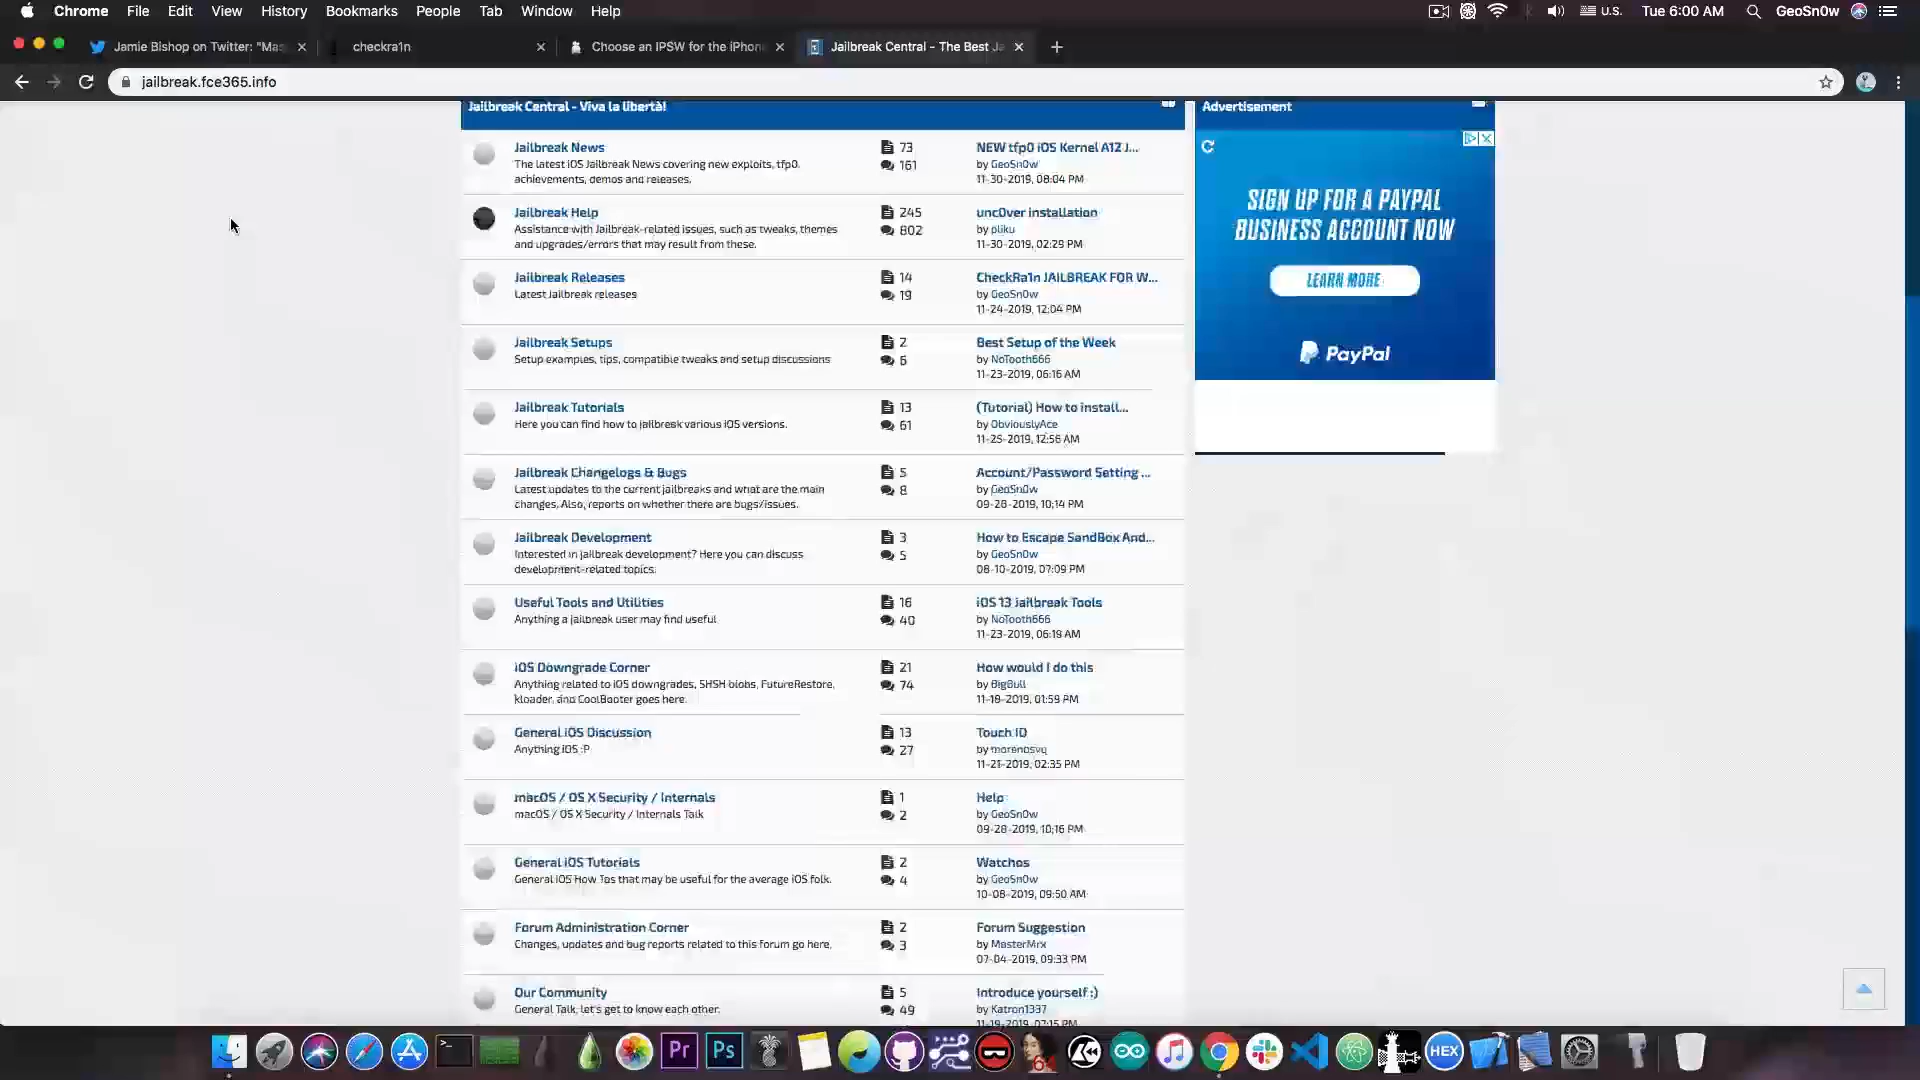 Chrome File Edit View History Bookmarks People Tab Window Help U.S. Tue 6:00 AM GeoSn0w
Jamie Bishop on Twitter: "Mas
checkra1n
Choose an IPSW for the iPhon
Jailbreak Central - The Best Ja
jailbreak.fce365.info
Jailbreak Central - Viva la libertà!
Jailbreak News
The latest iOS Jailbreak News covering new exploits, tfp0.
achievements, demos and releases.
73
161
NEW tfp0 iOS Kernel A12 J...
by GeoSn0w
11-30-2019, 08:04 PM
Jailbreak Help
Assistance with Jailbreak-related issues, such as tweaks, themes
and upgrades/errors that may result from these.
245
802
unc0ver installation
by pliku
11-30-2019, 02:29 PM
Jailbreak Releases
Latest Jailbreak releases
14
19
CheckRa1n JAILBREAK FOR W...
by GeoSn0w
11-24-2019, 12:04 PM
Jailbreak Setups
Setup examples, tips, compatible tweaks and setup discussions
2
6
Best Setup of the Week
by NoTooth666
11-23-2019, 06:16 AM
Jailbreak Tutorials
Here you can find how to jailbreak various iOS versions.
13
61
(Tutorial) How to install...
by ObviouslyAce
11-25-2019, 12:56 AM
Jailbreak Changelogs & Bugs
Latest updates to the current jailbreaks and what are the main
changes. Also, reports on whether there are bugs/issues.
5
8
Account/Password Setting ...
by GeoSn0w
09-28-2019, 10:14 PM
Jailbreak Development
Interested in jailbreak development? Here you can discuss
development-related topics.
3
5
How to Escape SandBox And...
by GeoSn0w
08-10-2019, 07:09 PM
Useful Tools and Utilities
Anything a jailbreak user may find useful
16
40
iOS 13 Jailbreak Tools
by NoTooth666
11-23-2019, 06:19 AM
iOS Downgrade Corner
Anything related to iOS downgrades, SHSH blobs, FutureRestore,
kloader, and CoolBooter goes here.
21
74
How would I do this
by BigBull
11-18-2019, 01:59 PM
General iOS Discussion
Anything iOS :P
13
27
Touch ID
by morenosvq
11-21-2019, 02:35 PM
macOS / OS X Security / Internals
macOS / OS X Security / Internals Talk
1
2
Help
by GeoSn0w
09-28-2019, 10:16 PM
General iOS Tutorials
General iOS How Tos that may be useful for the average iOS folk.
2
4
Watchos
by GeoSn0w
10-08-2019, 09:50 AM
Forum Administration Corner
Changes, updates and bug reports related to this forum go here.
2
3
Forum Suggestion
by MasterMrx
07-04-2019, 09:33 PM
Our Community
General Talk, let's get to know each other.
5
49
Introduce yourself :)
by Katron1337
11-19-2019, 07:15 PM
Advertisement
SIGN UP FOR A PAYPAL
BUSINESS ACCOUNT NOW
LEARN MORE
PayPal
Pr
Ps
64
HEX